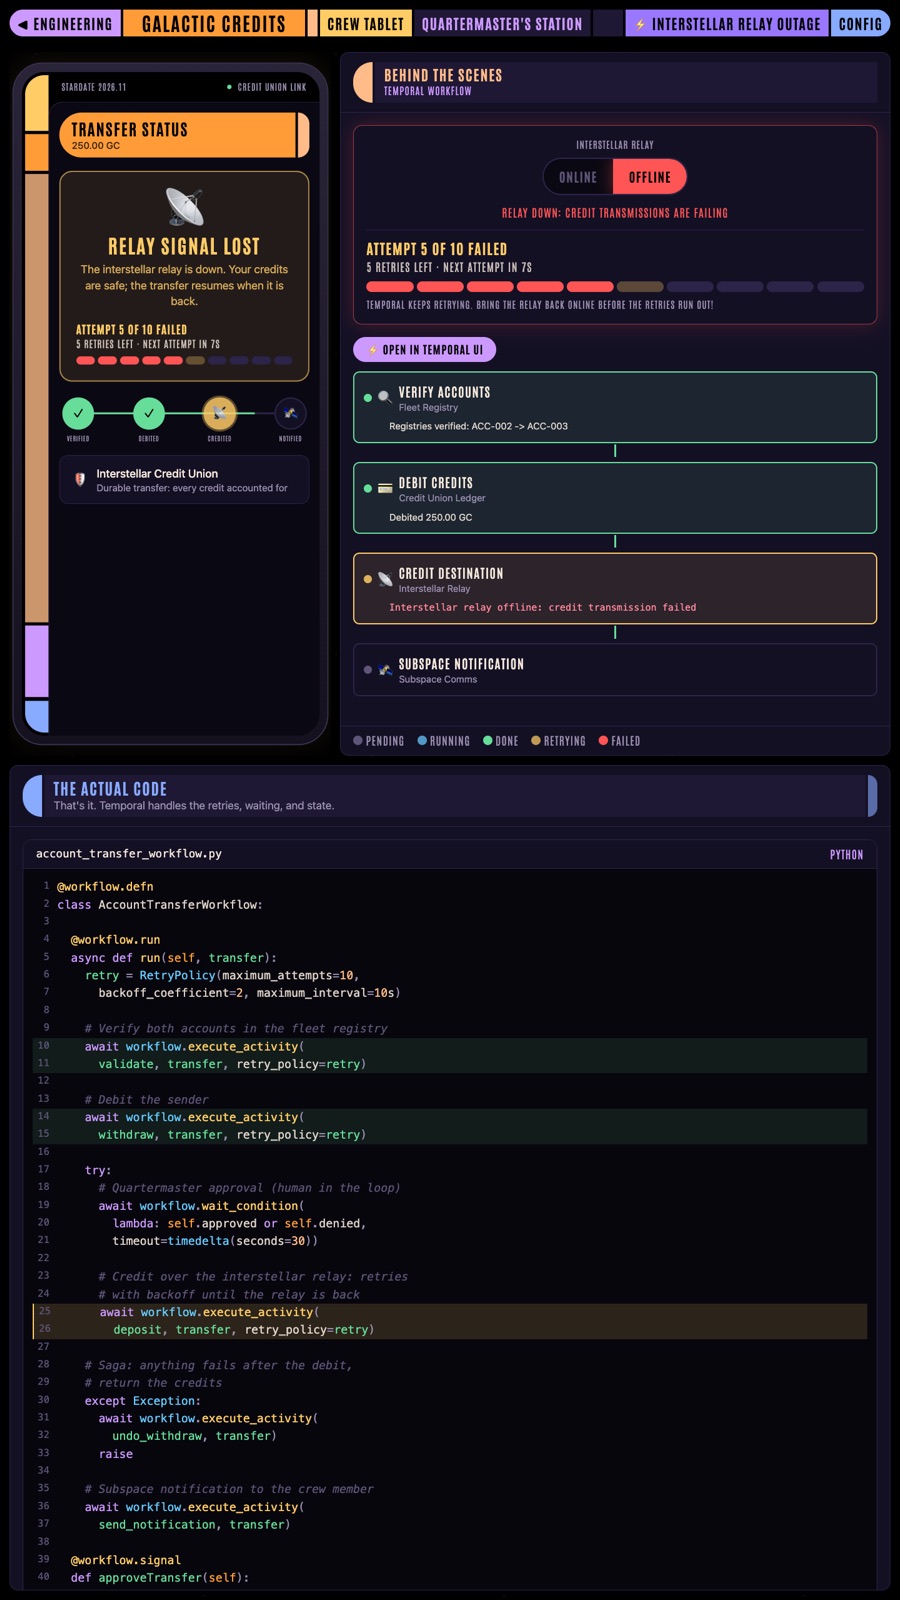 ◀ ENGINEERING
GALACTIC CREDITS
CREW TABLET
QUARTERMASTER'S STATION
⚡ INTERSTELLAR RELAY OUTAGE
CONFIG
STARDATE 2026.11
CREDIT UNION LINK
TRANSFER STATUS
250.00 GC
RELAY SIGNAL LOST
The interstellar relay is down. Your credits
are safe; the transfer resumes when it is
back.
ATTEMPT 5 OF 10 FAILED
5 RETRIES LEFT · NEXT ATTEMPT IN 7S
VERIFIED
DEBITED
CREDITED
NOTIFIED
Interstellar Credit Union
Durable transfer: every credit accounted for
BEHIND THE SCENES
TEMPORAL WORKFLOW
INTERSTELLAR RELAY
ONLINE
OFFLINE
RELAY DOWN: CREDIT TRANSMISSIONS ARE FAILING
ATTEMPT 5 OF 10 FAILED
5 RETRIES LEFT · NEXT ATTEMPT IN 7S
TEMPORAL KEEPS RETRYING. BRING THE RELAY BACK ONLINE BEFORE THE RETRIES RUN OUT!
⚡ OPEN IN TEMPORAL UI
VERIFY ACCOUNTS
Fleet Registry
Registries verified: ACC-002 -> ACC-003
DEBIT CREDITS
Credit Union Ledger
Debited 250.00 GC
CREDIT DESTINATION
Interstellar Relay
Interstellar relay offline: credit transmission failed
SUBSPACE NOTIFICATION
Subspace Comms
PENDING
RUNNING
DONE
RETRYING
FAILED
THE ACTUAL CODE
That's it. Temporal handles the retries, waiting, and state.
account_transfer_workflow.py
PYTHON
1 @workflow.defn
2 class AccountTransferWorkflow:
3
4 @workflow.run
5 async def run(self, transfer):
6 retry = RetryPolicy(maximum_attempts=10,
7 backoff_coefficient=2, maximum_interval=10s)
8
9 # Verify both accounts in the fleet registry
10 await workflow.execute_activity(
11 validate, transfer, retry_policy=retry)
12
13 # Debit the sender
14 await workflow.execute_activity(
15 withdraw, transfer, retry_policy=retry)
16
17 try:
18 # Quartermaster approval (human in the loop)
19 await workflow.wait_condition(
20 lambda: self.approved or self.denied,
21 timeout=timedelta(seconds=30))
22
23 # Credit over the interstellar relay: retries
24 # with backoff until the relay is back
25 await workflow.execute_activity(
26 deposit, transfer, retry_policy=retry)
27
28 # Saga: anything fails after the debit,
29 # return the credits
30 except Exception:
31 await workflow.execute_activity(
32 undo_withdraw, transfer)
33 raise
34
35 # Subspace notification to the crew member
36 await workflow.execute_activity(
37 send_notification, transfer)
38
39 @workflow.signal
40 def approveTransfer(self):